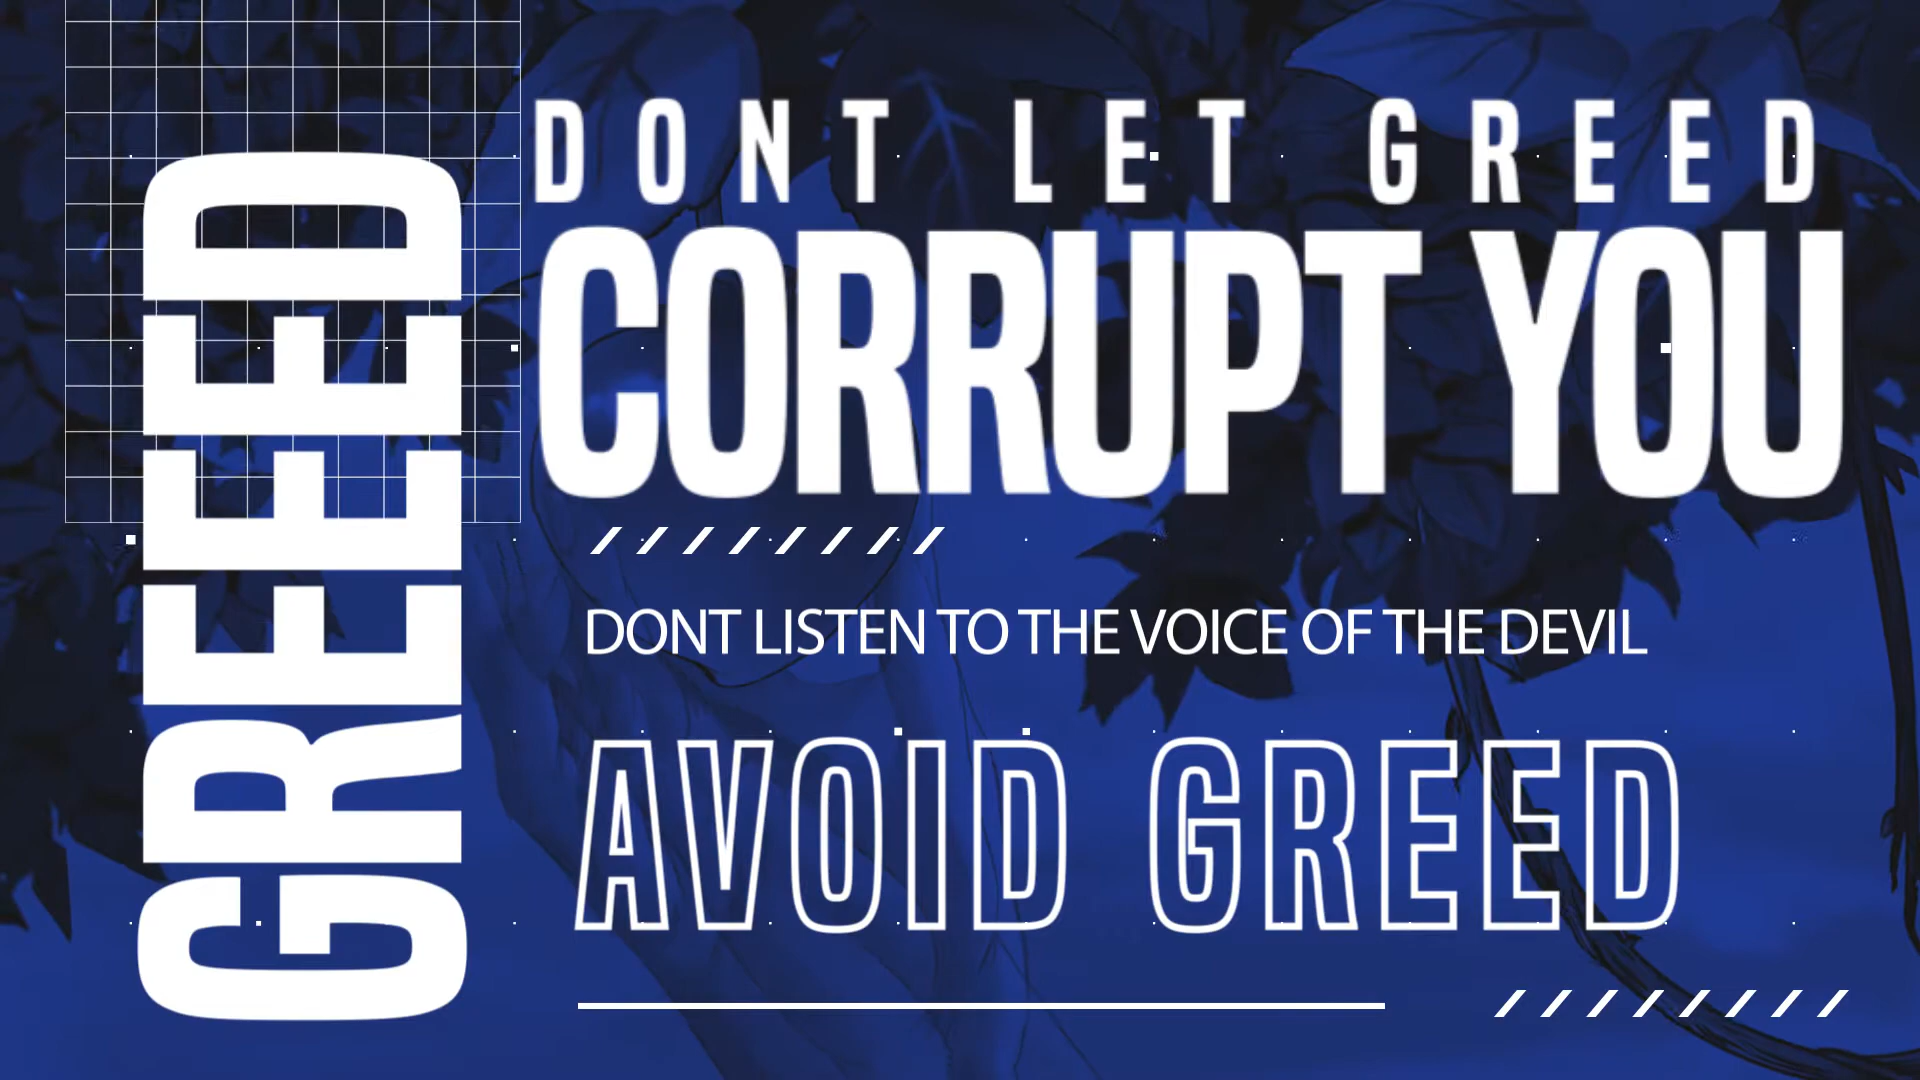 GREED
DONT LET GREED
CORRUPT YOU
DONT LISTEN TO THE VOICE OF THE DEVIL
AVOID GREED